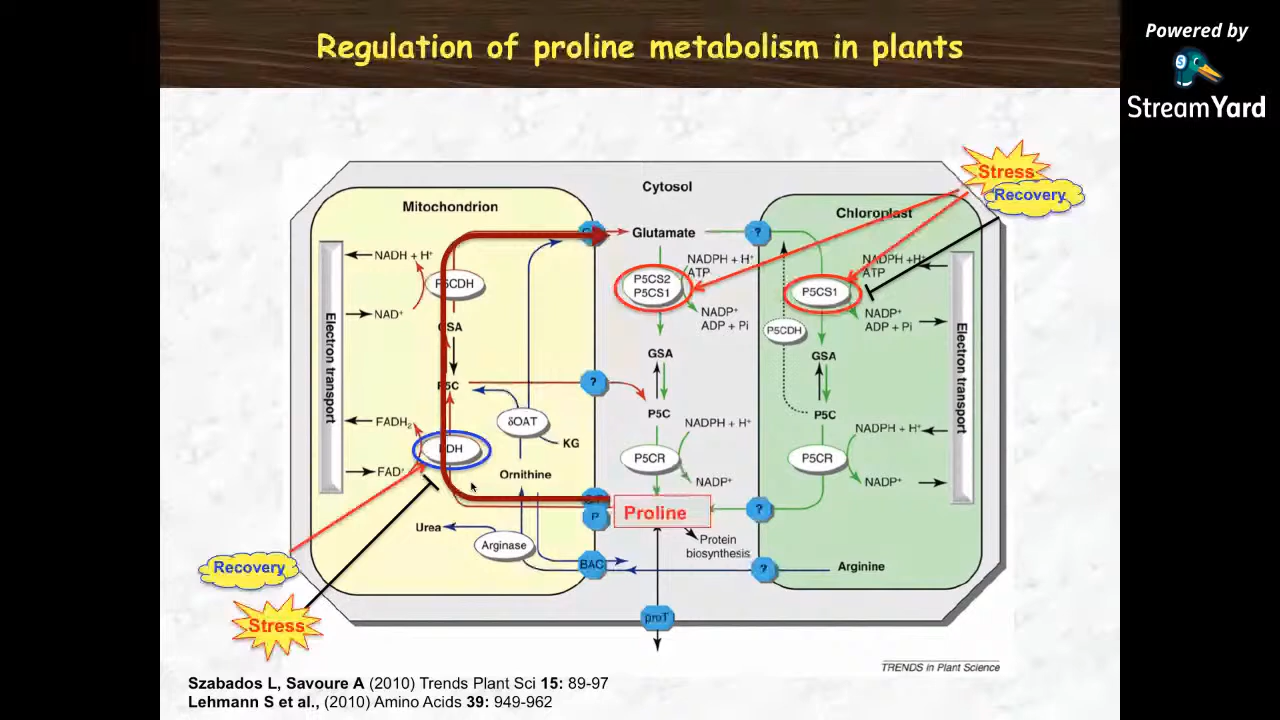 Regulation of proline metabolism in plants
Powered by
StreamYard
Stress
Recovery
Cytosol
Mitochondrion
Chloroplast
NADH + H⁺
P5CDH
NAD⁺
GSA
P5C
Electron transport
FADH₂
FAD⁺
PDH
δOAT
KG
Ornithine
Urea
Arginase
Glutamate
?
NADPH + H⁺
ATP
P5CS2
P5CS1
NADP⁺
ADP + Pi
GSA
?
P5C
NADPH + H⁺
P5CR
NADP⁺
P
Proline
Protein
biosynthesis
BAC
proT
NADPH +H⁺
ATP
P5CS1
NADP⁺
ADP + Pi
P5CDH
GSA
P5C
NADPH + H⁺
P5CR
NADP⁺
Electron transport
?
?
Arginine
Recovery
Stress
TRENDS in Plant Science
Szabados L, Savoure A (2010) Trends Plant Sci 15: 89-97
Lehmann S et al., (2010) Amino Acids 39: 949-962